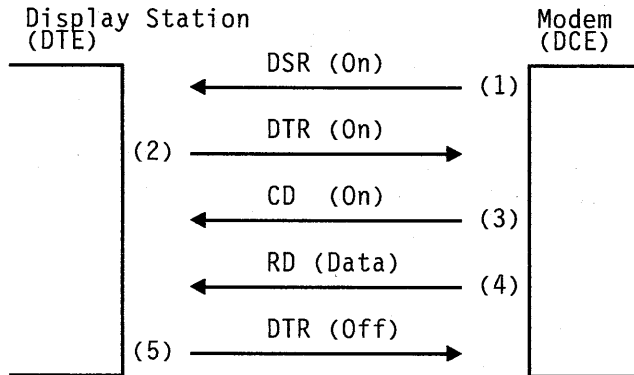 Display Station Modem
(DTE) (DCE)
DSR (On)
(1)
DTR (On)
(2)
CD (On)
(3)
RD (Data)
(4)
DTR (Off)
(5)